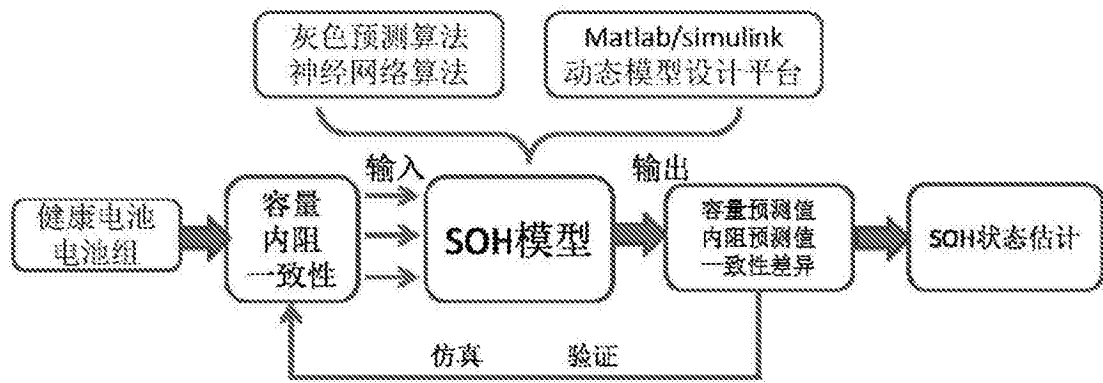 灰色预测算法
神经网络算法
Matlab/simulink
动态模型设计平台
输入
输出
健康电池
电池组
容量
内阻
一致性
SOH模型
容量预测值
内阻预测值
一致性差异
SOH状态估计
仿真 验证